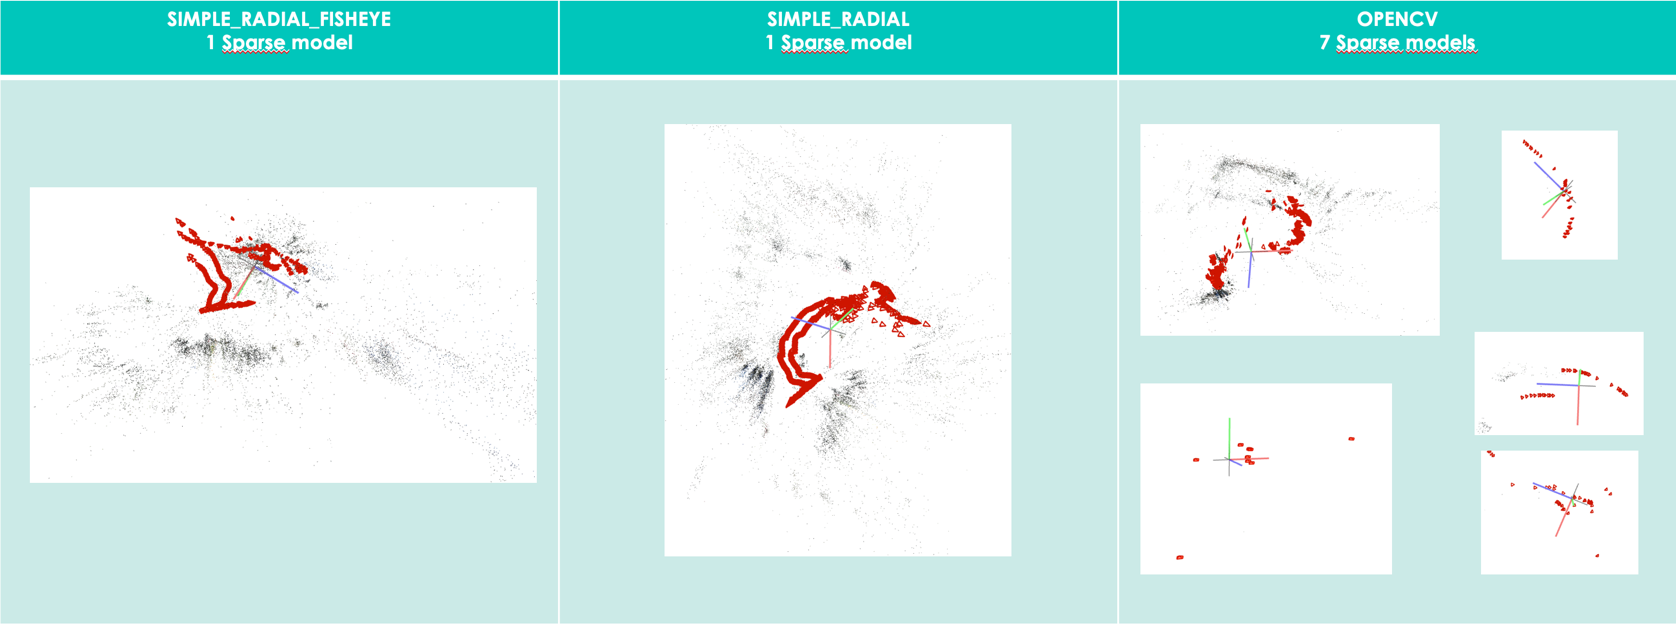 SIMPLE_RADIAL_FISHEYE
1 Sparse model
SIMPLE_RADIAL
1 Sparse model
OPENCV
7 Sparse models